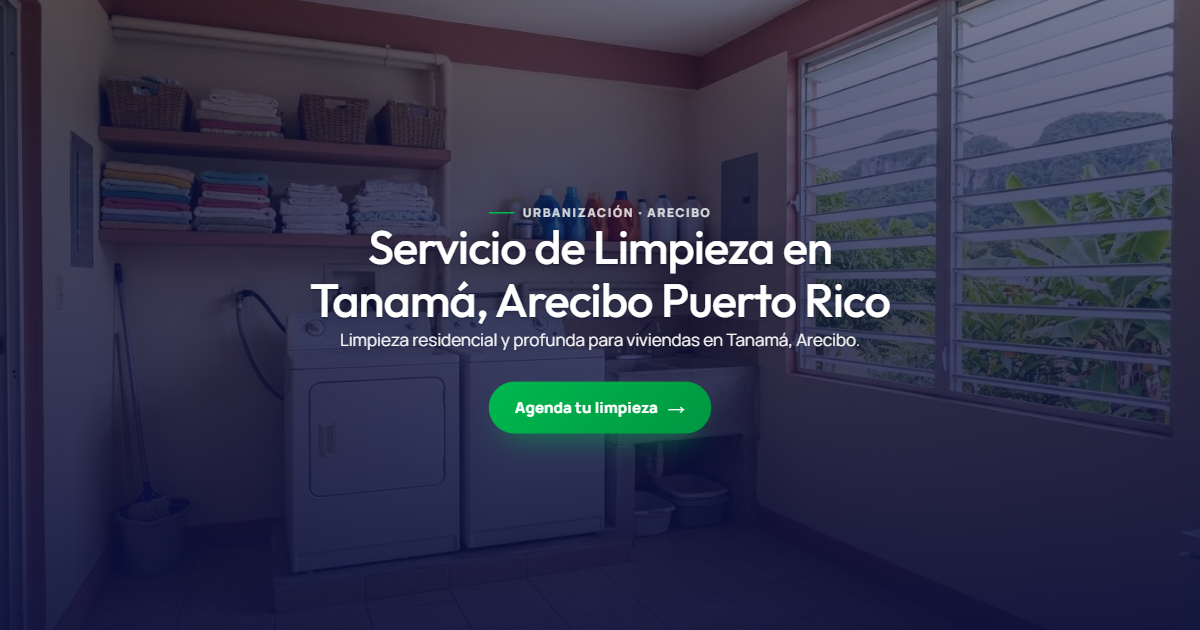 URBANIZACIÓN · ARECIBO
Servicio de Limpieza en
Tanamá, Arecibo Puerto Rico
Limpieza residencial y profunda para viviendas en Tanamá, Arecibo.
Agenda tu limpieza →